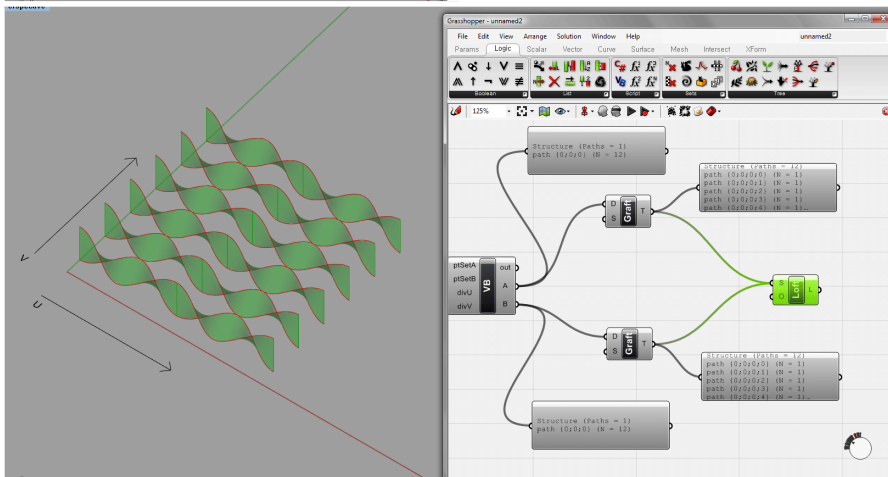 erspective
V
U
Grasshopper - unnamed2
File Edit View Arrange Solution Window Help unnamed2
Params Logic Scalar Vector Curve Surface Mesh Intersect XForm
Boolean List Script Sets Tree
125%
Structure (Paths = 1)
path {0;0;0} (N = 12)
Structure (Paths = 12)
path {0;0;0;0} (N = 1)
path {0;0;0;1} (N = 1)
path {0;0;0;2} (N = 1)
path {0;0;0;3} (N = 1)
path {0;0;0;4} (N = 1)...
D
S
Graft
T
ptSetA
ptSetB
divU
divV
VB
out
A
B
S
O
Loft
L
D
S
Graft
T
Structure (Paths = 12)
path {0;0;0;0} (N = 1)
path {0;0;0;1} (N = 1)
path {0;0;0;2} (N = 1)
path {0;0;0;3} (N = 1)
path {0;0;0;4} (N = 1)...
Structure (Paths = 1)
path {0;0;0} (N = 12)